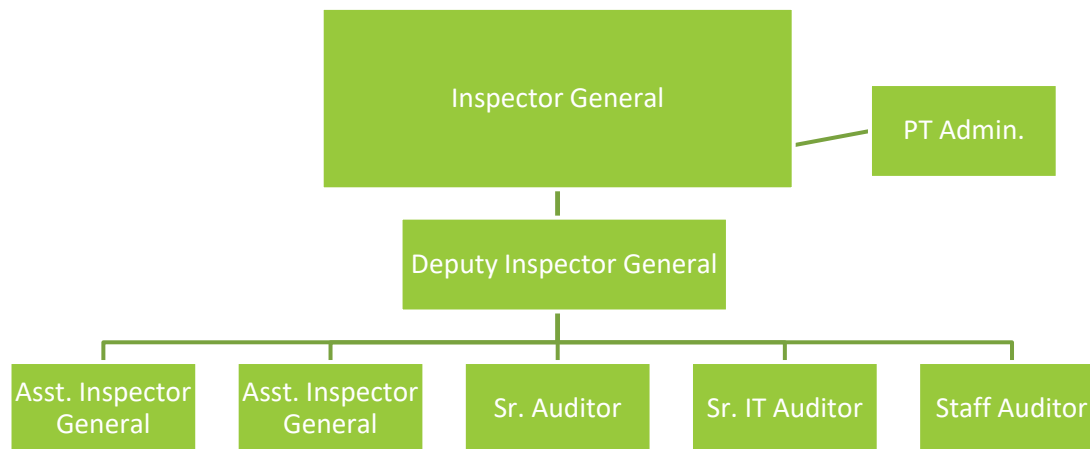 Inspector General
PT Admin.
Deputy Inspector General
Asst. Inspector
General
Asst. Inspector
General
Sr. Auditor
Sr. IT Auditor
Staff Auditor